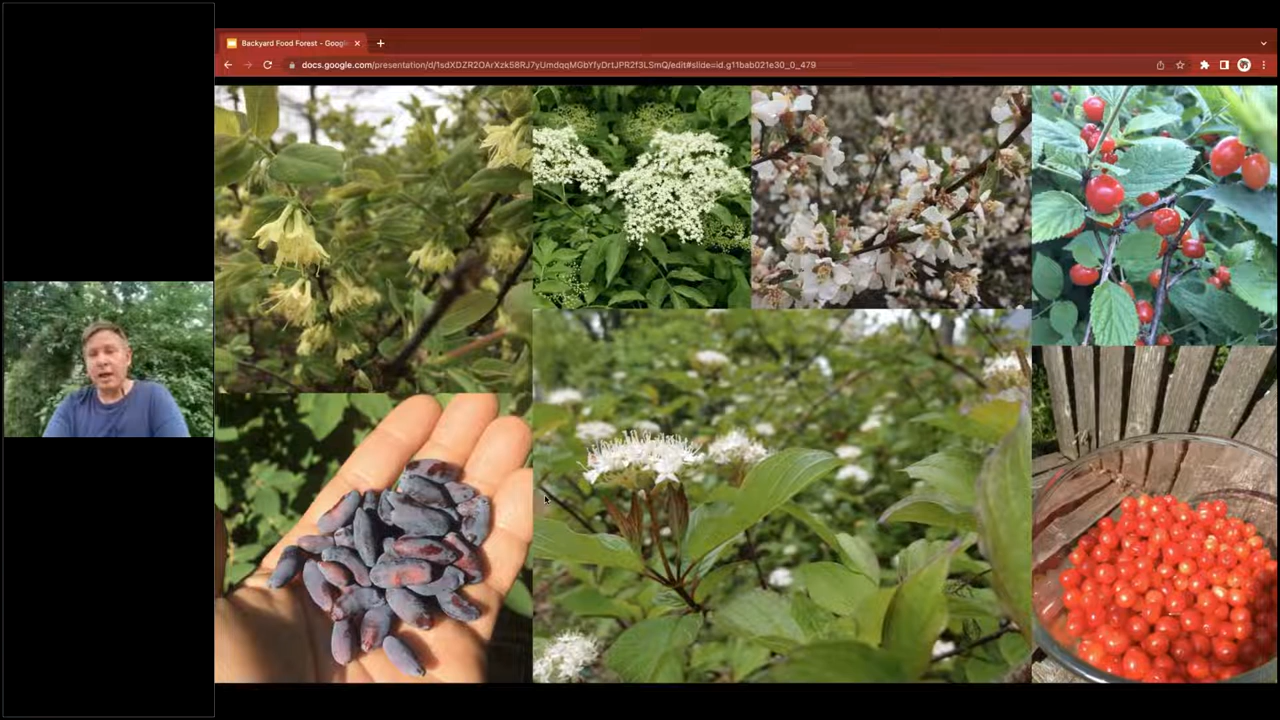 Backyard Food Forest - Googl
docs.google.com/presentation/d/1sdXDZR2OArXzk58RJ7yUmdqqMGbYfyDrtJPR2f3LSmQ/edit#slide=id.g11bab021e30_0_479